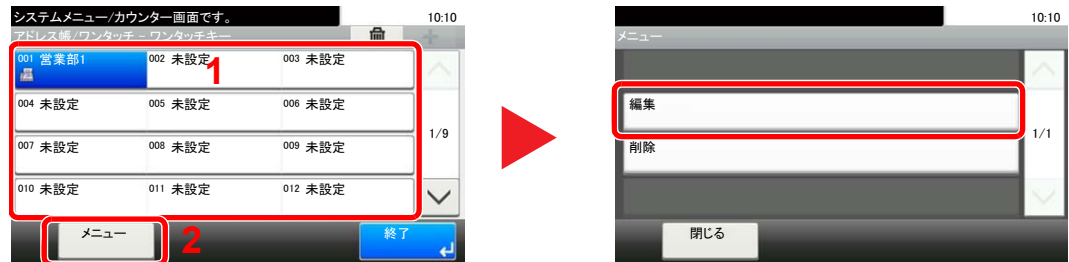 システムメニュー/カウンター画面です。
10:10
アドレス帳/ワンタッチ - ワンタッチキー
001 営業部1
002 未設定
003 未設定
1
004 未設定
005 未設定
006 未設定
1/9
007 未設定
008 未設定
009 未設定
010 未設定
011 未設定
012 未設定
メニュー
2
終了
10:10
メニュー
編集
1/1
削除
閉じる